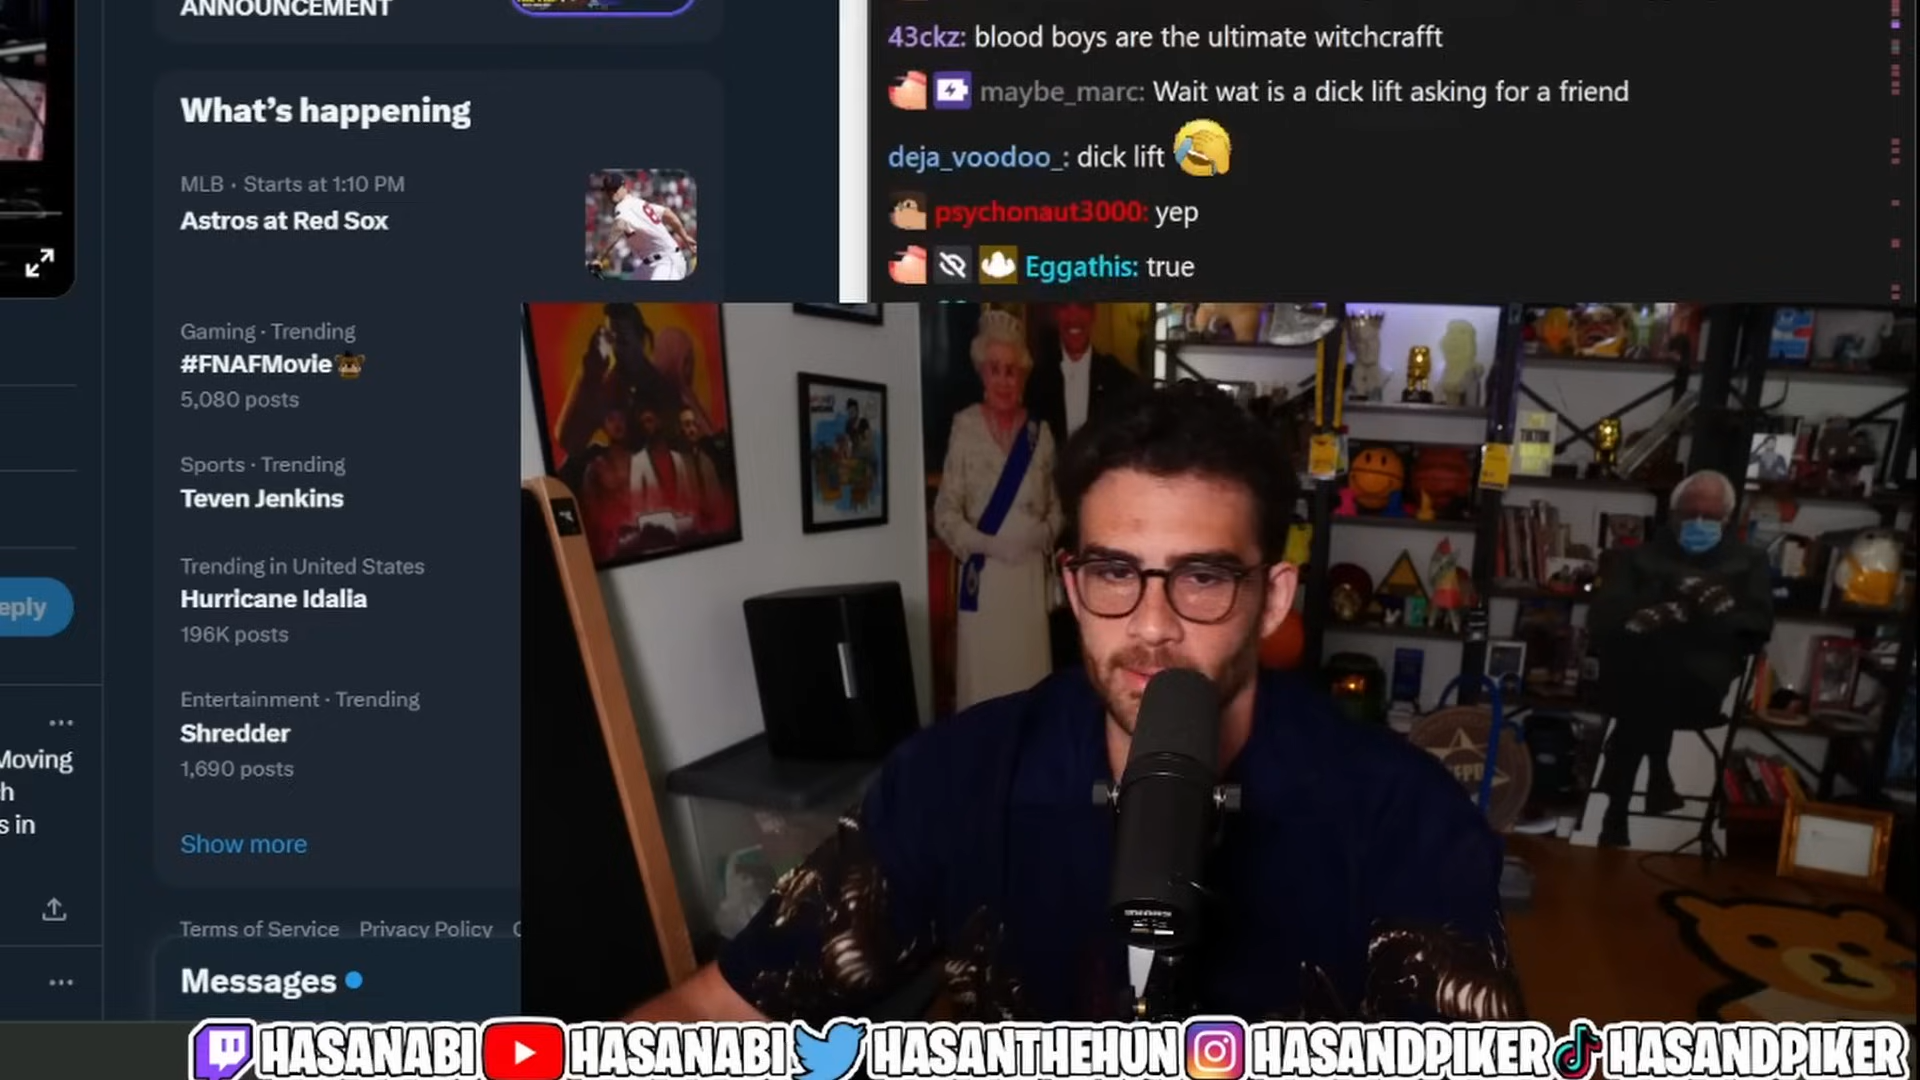 ANNOUNCEMENT
What's happening
MLB · Starts at 1:10 PM
Astros at Red Sox
Gaming · Trending
#FNAFMovie
5,080 posts
Sports · Trending
Teven Jenkins
Trending in United States
Hurricane Idalia
196K posts
Entertainment · Trending
Shredder
1,690 posts
Show more
Terms of Service Privacy Policy
Messages
eply
Moving
h
s in
43ckz: blood boys are the ultimate witchcrafft
maybe_marc: Wait wat is a dick lift asking for a friend
deja_voodoo_: dick lift
psychonaut3000: yep
Eggathis: true
HASANABI HASANABI HASANTHEHUN HASANDPIKER HASANDPIKER